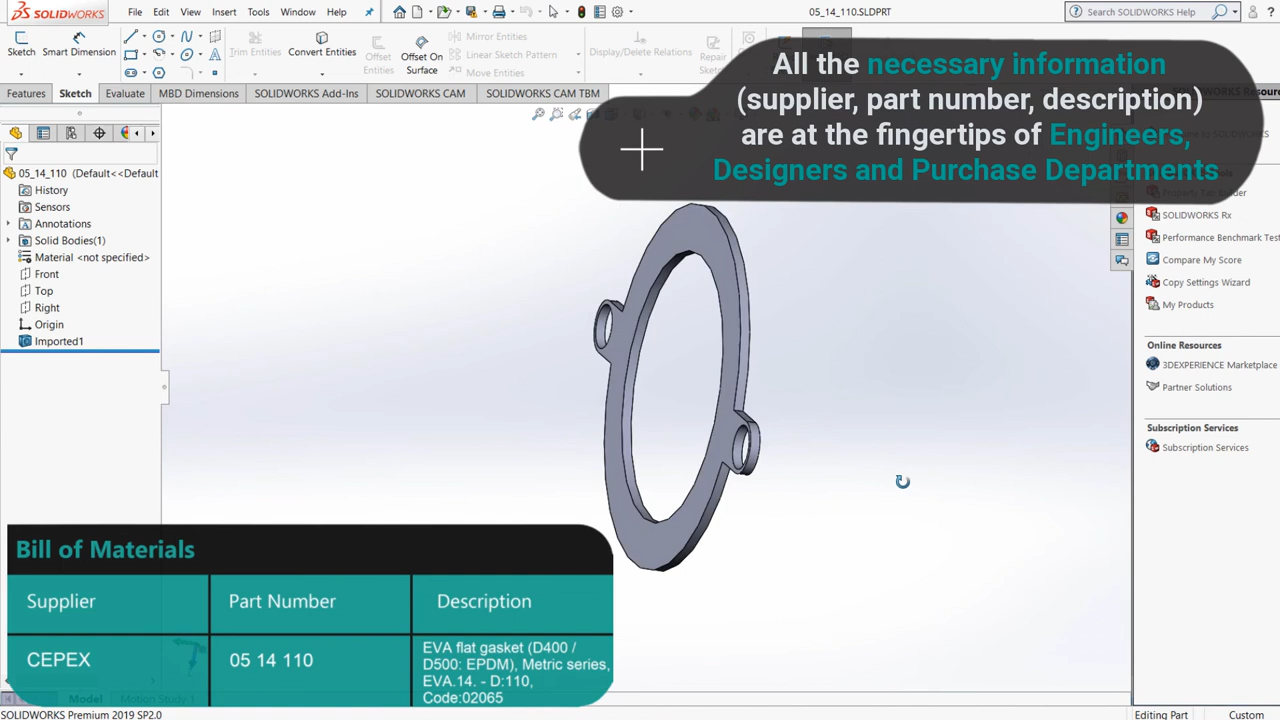 SOLIDWORKS
File
Edit
View
Insert
Tools
Window
Help
05_14_110.SLDPRT
Search SOLIDWORKS Help
?
Sketch
Smart Dimension
Trim Entities
Convert Entities
Offset
Entities
Offset On
Surface
Mirror Entities
Linear Sketch Pattern
Move Entities
Display/Delete Relations
Repair
Sketch
Features
Sketch
Evaluate
MBD Dimensions
SOLIDWORKS Add-Ins
SOLIDWORKS CAM
SOLIDWORKS CAM TBM
All the necessary information
(supplier, part number, description)
are at the fingertips of Engineers,
Designers and Purchase Departments
05_14_110 (Default<<Default
History
Sensors
Annotations
Solid Bodies(1)
Material <not specified>
Front
Top
Right
Origin
Imported1
Property Tab Builder
SOLIDWORKS Rx
Performance Benchmark Test
Compare My Score
Copy Settings Wizard
My Products
Online Resources
3DEXPERIENCE Marketplace
Partner Solutions
Subscription Services
Subscription Services
Bill of Materials
Supplier
Part Number
Description
CEPEX
05 14 110
EVA flat gasket (D400 /
D500: EPDM), Metric series,
EVA.14. - D:110,
Code:02065
Model
Motion Study 1
SOLIDWORKS Premium 2019 SP2.0
Editing Part
Custom